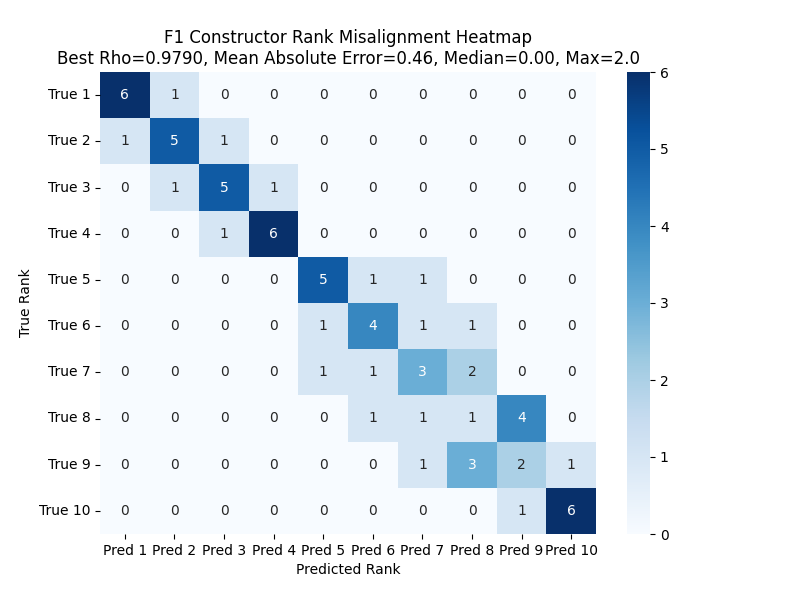 F1 Constructor Rank Misalignment Heatmap
Best Rho=0.9790, Mean Absolute Error=0.46, Median=0.00, Max=2.0
True 1 6 1 0 0 0 0 0 0 0 0
True 2 1 5 1 0 0 0 0 0 0 0
True 3 0 1 5 1 0 0 0 0 0 0
True 4 0 0 1 6 0 0 0 0 0 0
True 5 0 0 0 0 5 1 1 0 0 0
True 6 0 0 0 0 1 4 1 1 0 0
True 7 0 0 0 0 1 1 3 2 0 0
True 8 0 0 0 0 0 1 1 1 4 0
True 9 0 0 0 0 0 0 1 3 2 1
True 10 0 0 0 0 0 0 0 0 1 6
Pred 1 Pred 2 Pred 3 Pred 4 Pred 5 Pred 6 Pred 7 Pred 8 Pred 9 Pred 10
Predicted Rank
True Rank
6
5
4
3
2
1
0